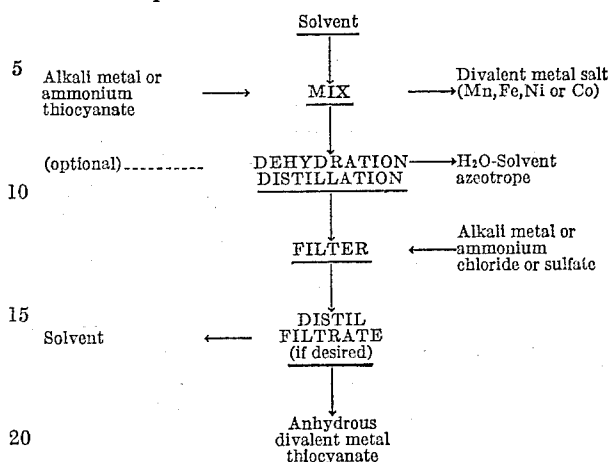 Solvent
5
Alkali metal or
ammonium
thiocyanate
MIX
Divalent metal salt
(Mn, Fe, Ni or Co)
(optional)
DEHYDRATION
DISTILLATION
H2O-Solvent
azeotrope
10
FILTER
Alkali metal or
ammonium
chloride or sulfate
15
Solvent
DISTIL
FILTRATE
(if desired)
Anhydrous
divalent metal
thiocyanate
20